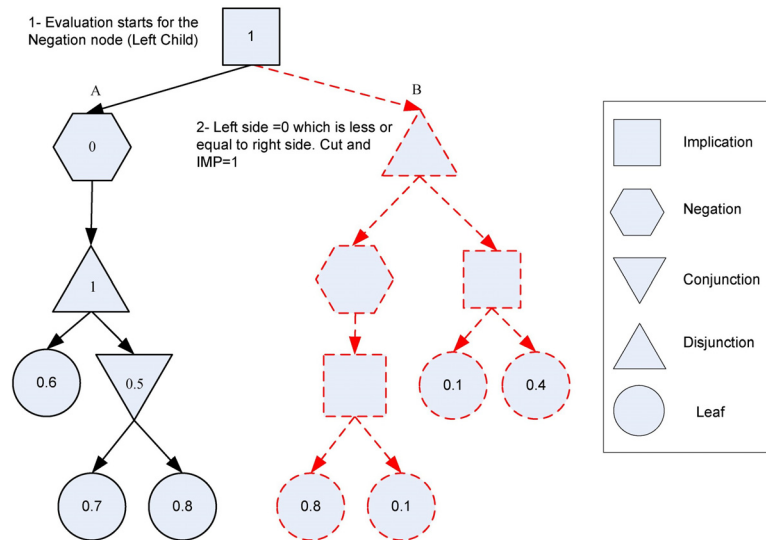 1- Evaluation starts for the
Negation node (Left Child)
1
A
B
0
2- Left side =0 which is less or
equal to right side. Cut and
IMP=1
1
0.6
0.5
0.1
0.4
0.7
0.8
0.8
0.1
Implication
Negation
Conjunction
Disjunction
Leaf